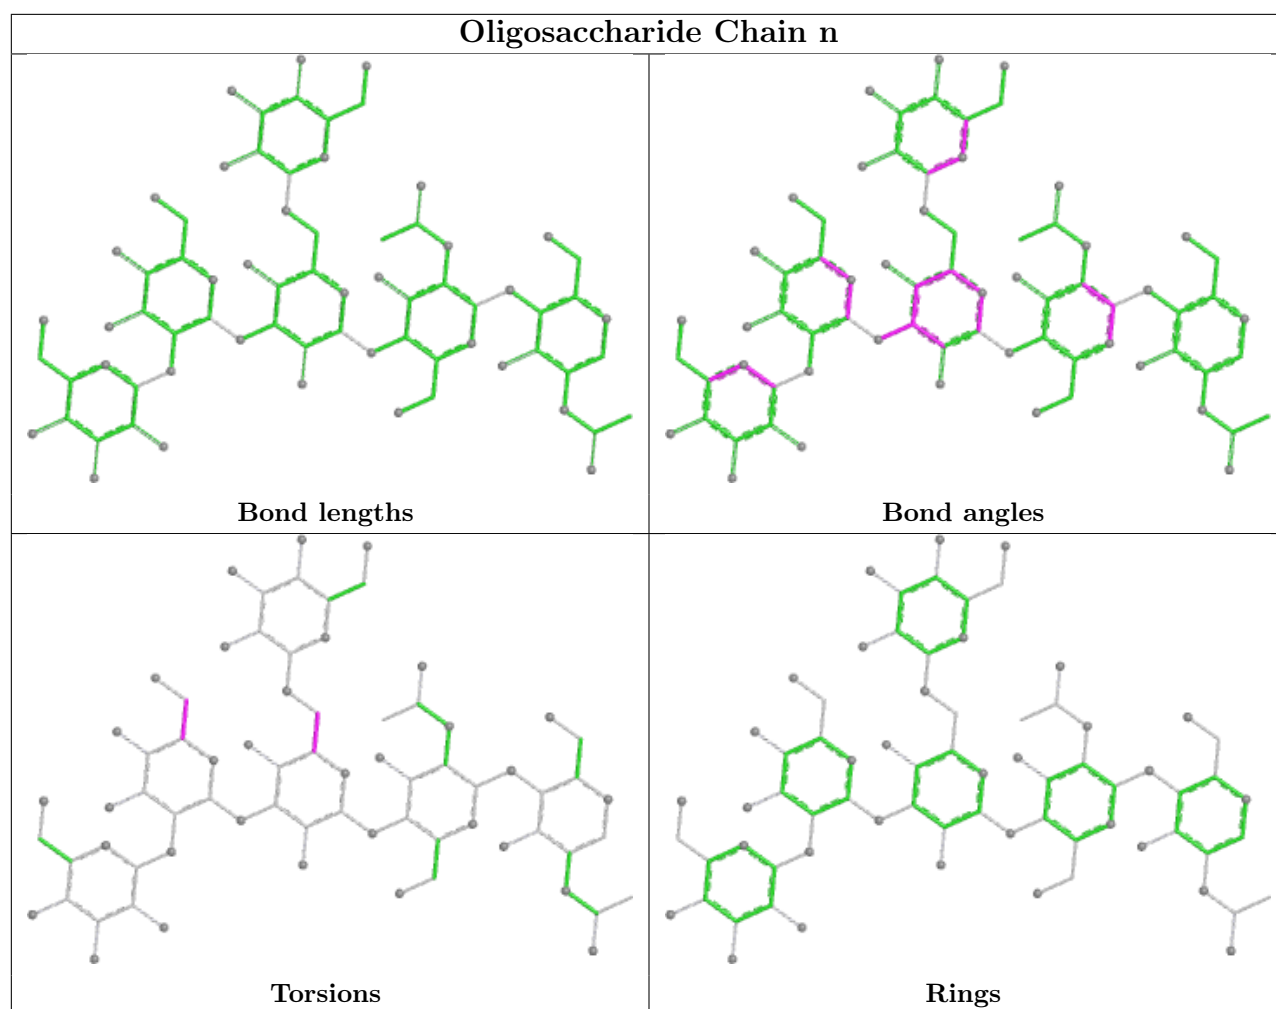 Oligosaccharide Chain n
Bond lengths
Bond angles
Torsions
Rings